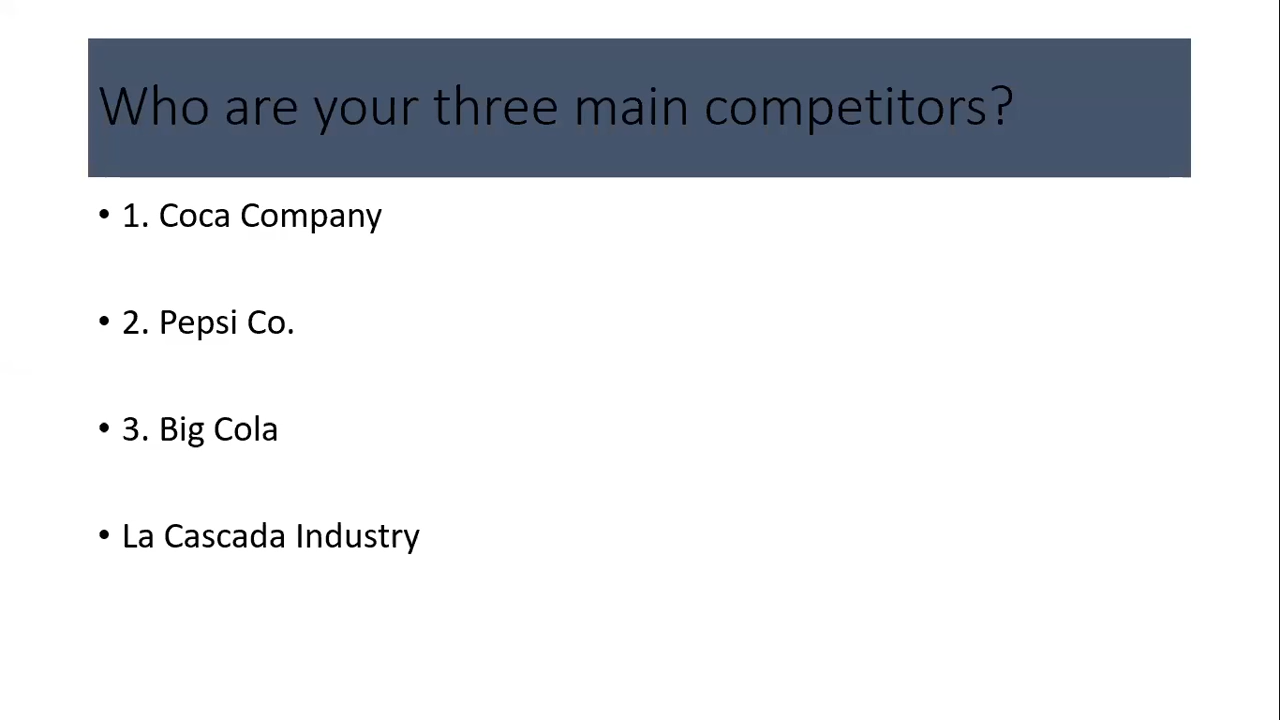 Who are your three main competitors?
• 1. Coca Company
• 2. Pepsi Co.
• 3. Big Cola
• La Cascada Industry